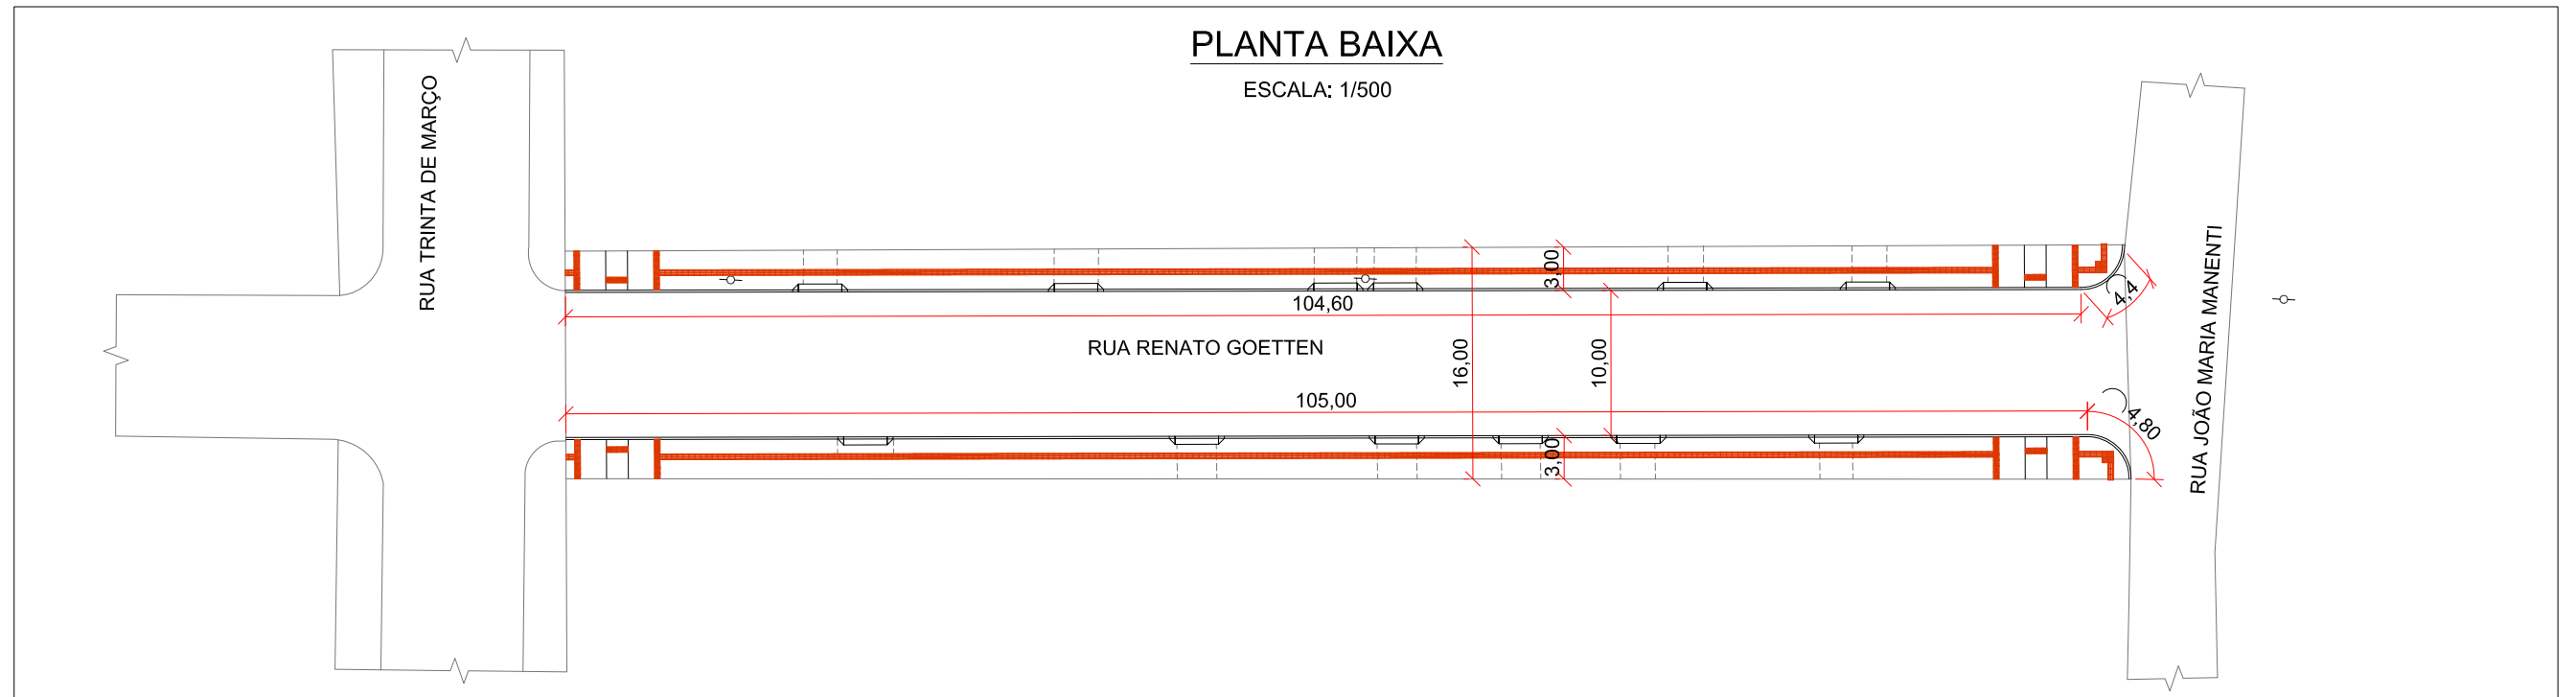 PLANTA BAIXA
ESCALA: 1/500
RUA TRINTA DE MARÇO
3,00
104,60
4,4
RUA RENATO GOETTEN
16,00
10,00
RUA JOÃO MARIA MANENTI
105,00
4,80
3,00